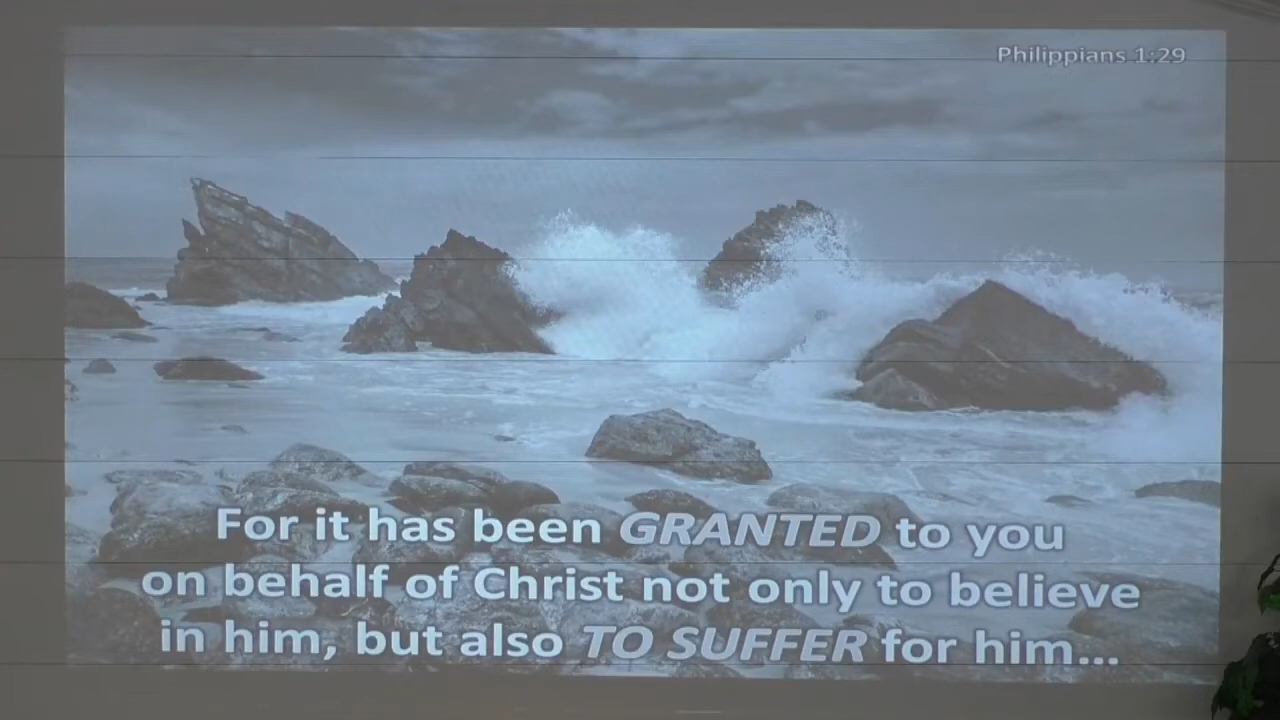 Philippians 1:29
For it has been GRANTED to you
on behalf of Christ not only to believe
in him, but also TO SUFFER for him...